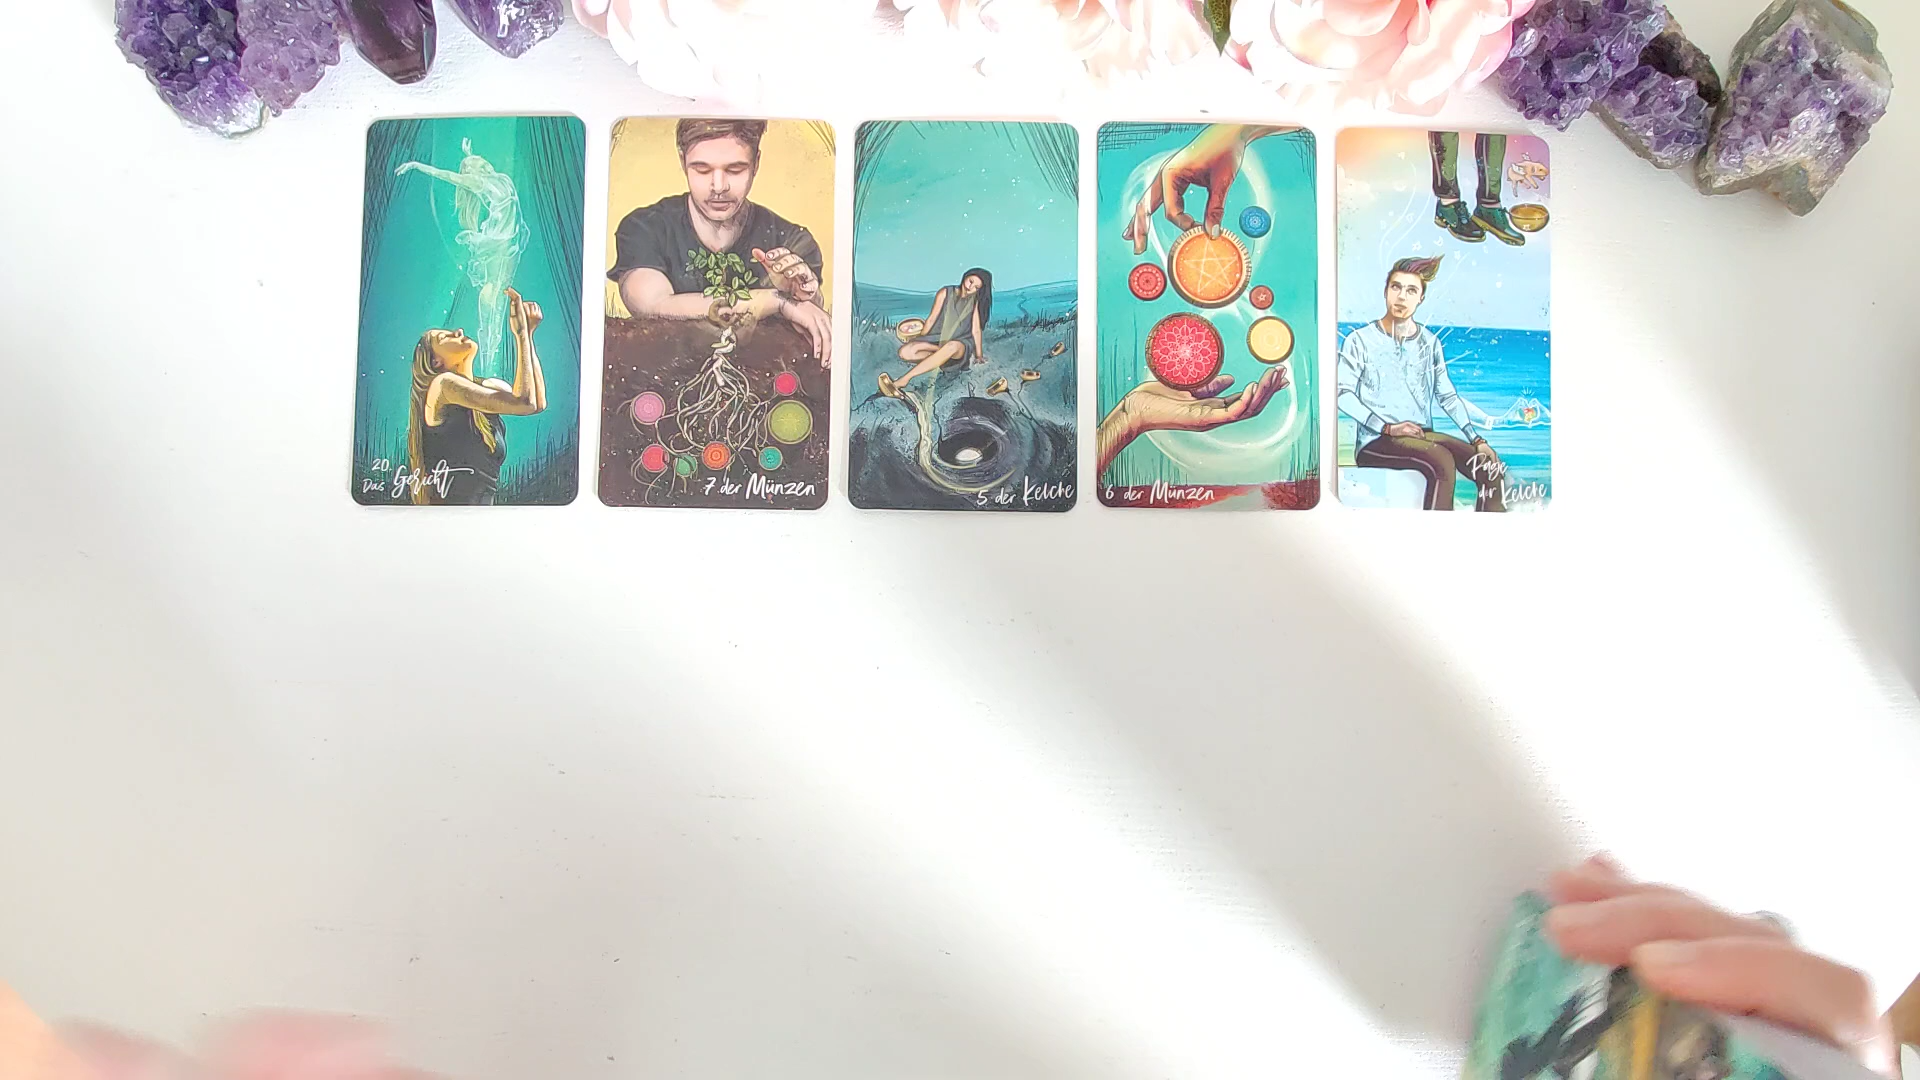 20.
Das Gericht
7 der Münzen
5 der Kelche
6 der Münzen
Page
der Kelche